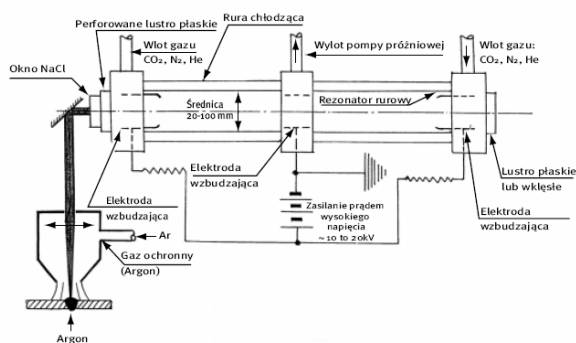 Perforowane lustro płaskie
Rura chłodząca
Wlot gazu
CO₂, N₂, He
Wylot pompy próżniowej
Wlot gazu:
CO₂, N₂, He
Okno NaCl
Średnica
20-100 mm
Rezonator rurowy
Elektroda
wzbudzająca
Elektroda
wzbudzająca
Zasilanie prądem
wysokiego
napięcia
~10 to 20kV
Lustro płaskie
lub wklęsłe
Elektroda
wzbudzająca
Ar
Gaz ochronny
(Argon)
Argon